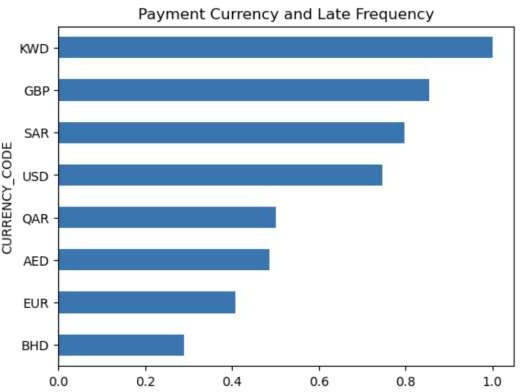 Payment Currency and Late Frequency
CURRENCY_CODE
KWD
GBP
SAR
USD
QAR
AED
EUR
BHD
0.0 0.2 0.4 0.6 0.8 1.0